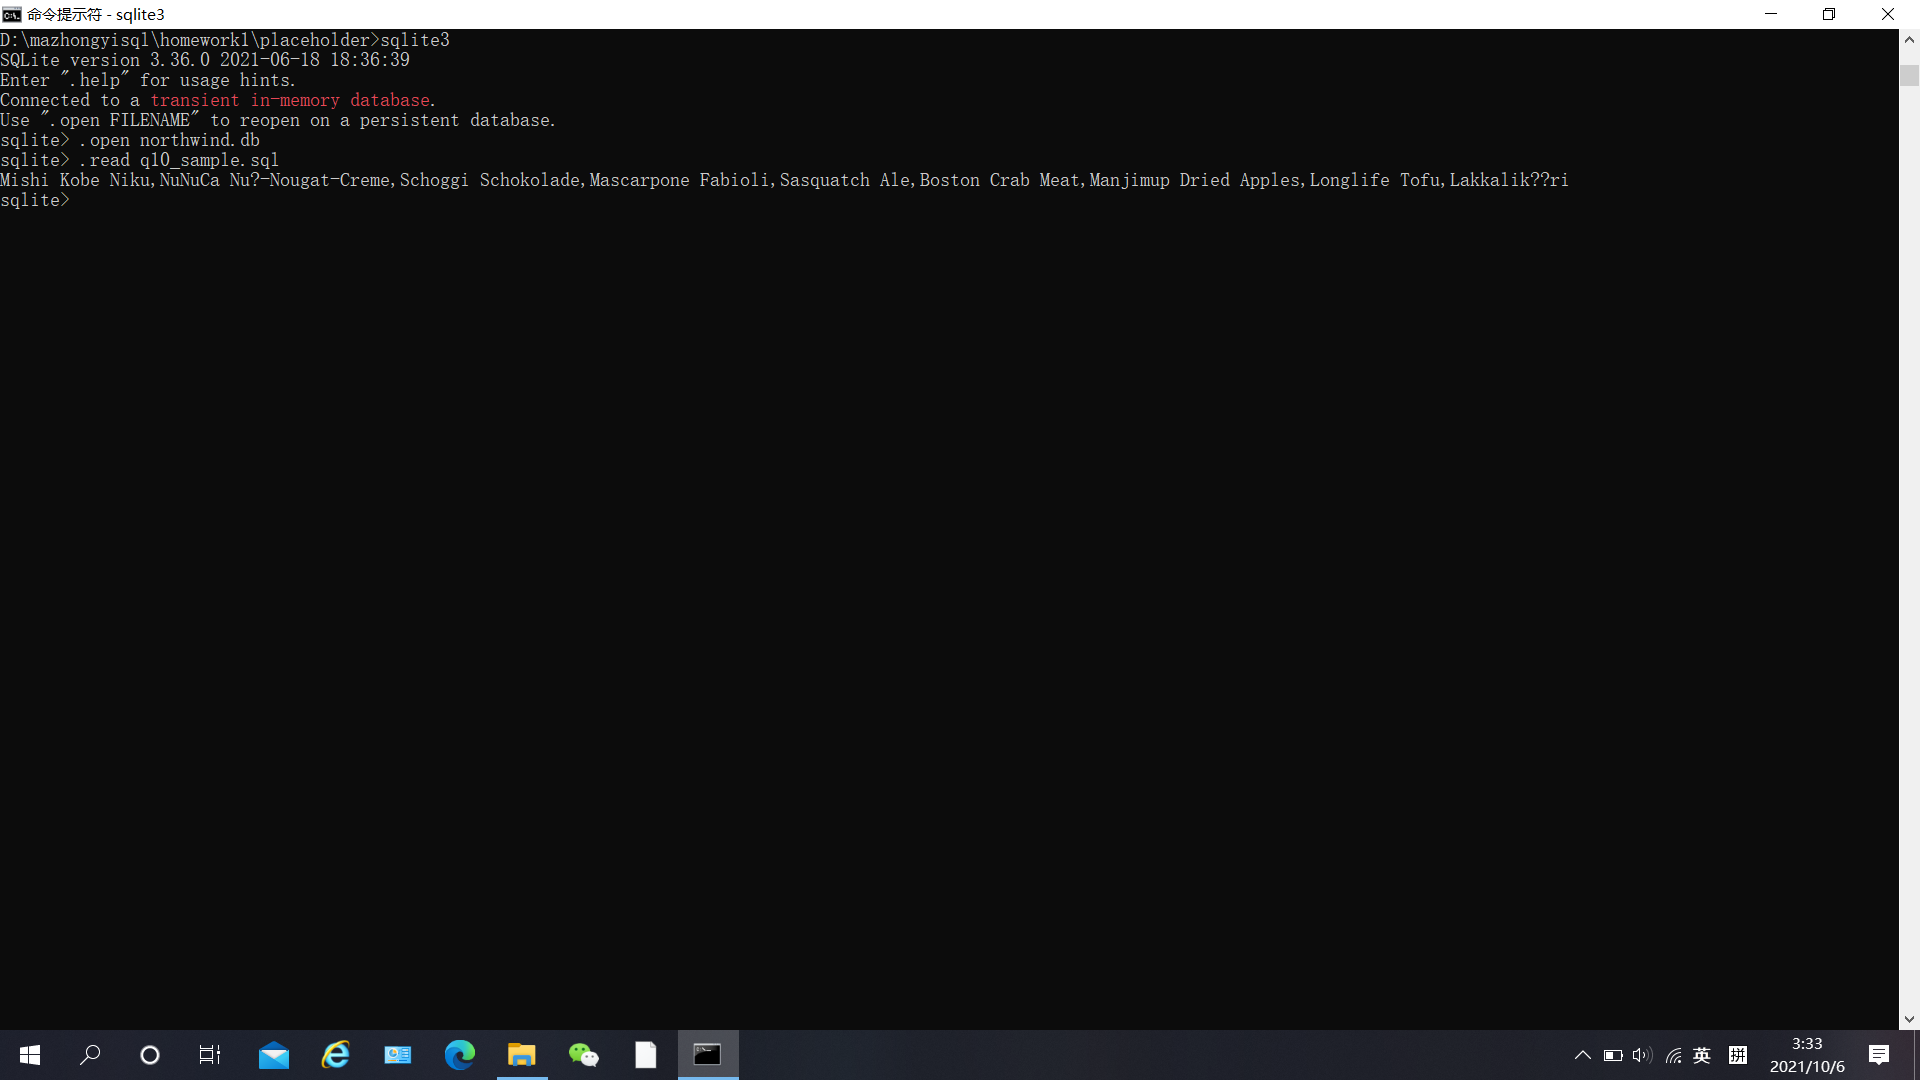 命令提示符 - sqlite3
D:\mazhongyisql\homework1\placeholder>sqlite3
SQLite version 3.36.0 2021-06-18 18:36:39
Enter ".help" for usage hints.
Connected to a transient in-memory database.
Use ".open FILENAME" to reopen on a persistent database.
sqlite> .open northwind.db
sqlite> .read q10_sample.sql
Mishi Kobe Niku,NuNuCa Nu?-Nougat-Creme,Schoggi Schokolade,Mascarpone Fabioli,Sasquatch Ale,Boston Crab Meat,Manjimup Dried Apples,Longlife Tofu,Lakkalik??ri
sqlite>
英 拼 3:33
2021/10/6